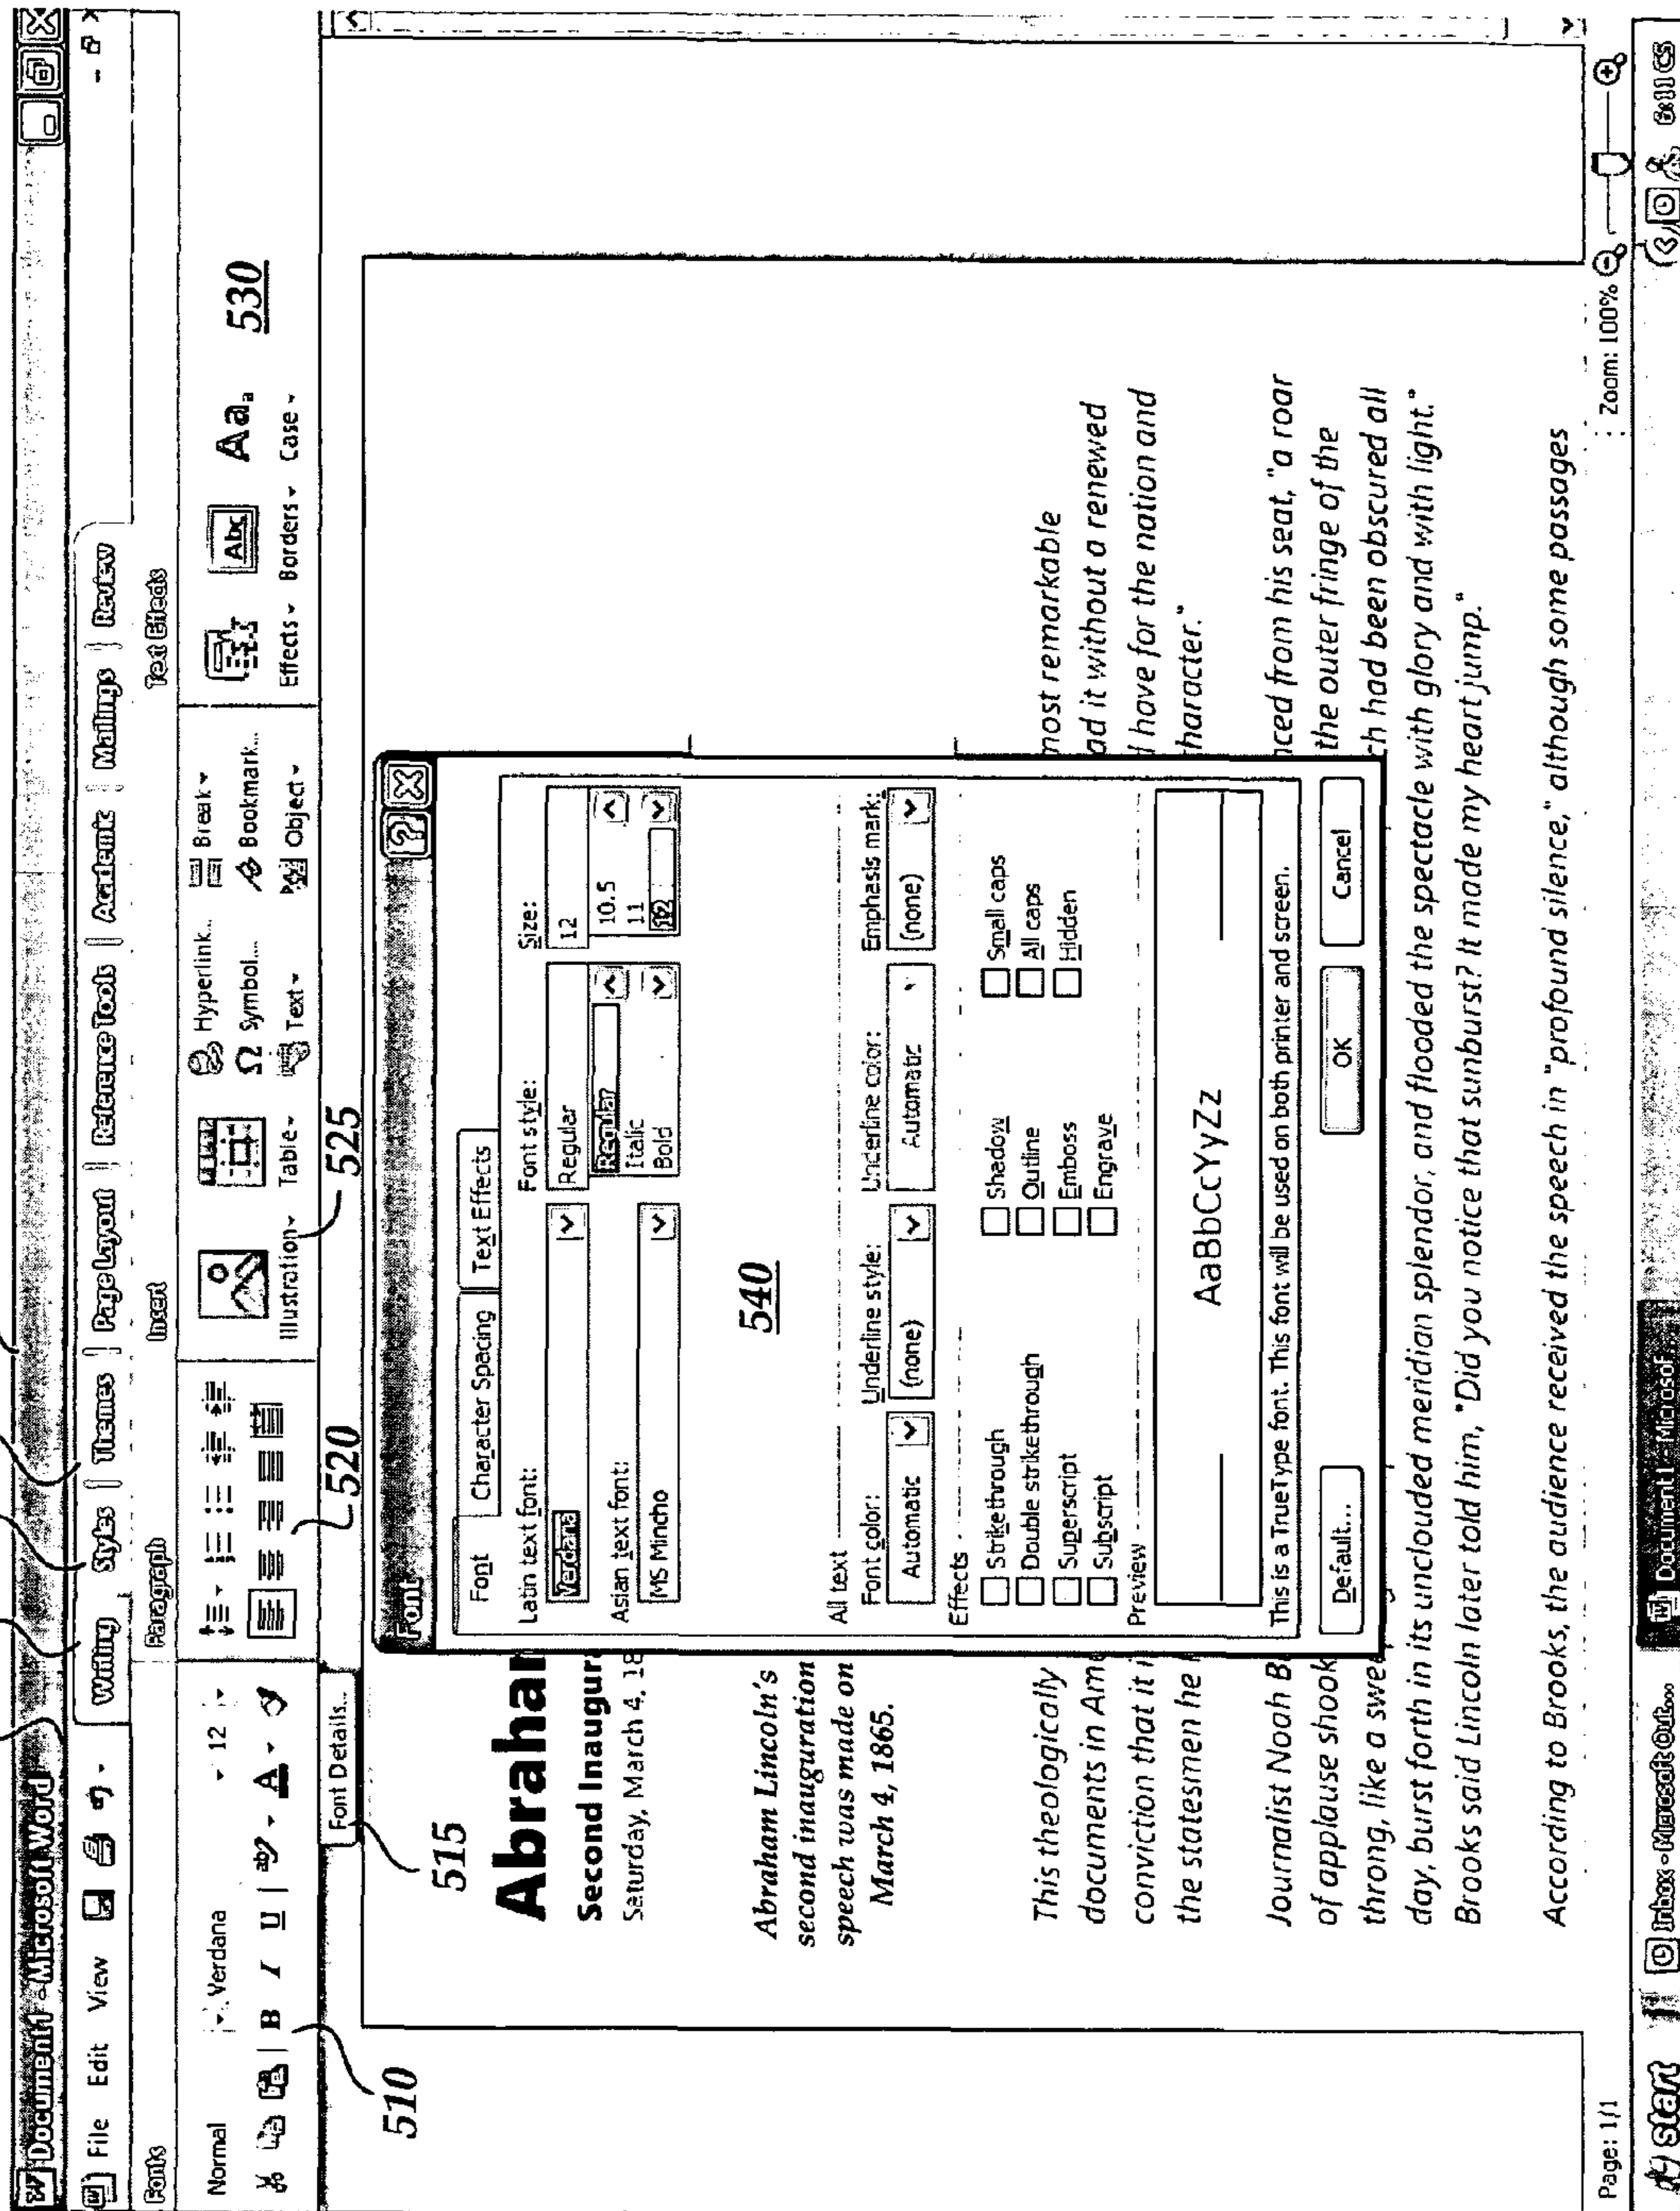 Document1 - Microsoft Word
File Edit View Writing Styles Themes Page Layout Reference Tools Academic Mailings Review
Fonts Paragraph Insert Text Effects
Normal Verdana 12 Hyperlink... Break
B I U A Symbol... Bookmark... Abc Aa
Illustration Table Text Object Effects Borders Case 530
Font Details... 520 525
510
515
Font
Font Character Spacing Text Effects
Latin text font: Font style: Size:
Verdana Regular 12
Regular 10.5
Italic 11
Bold 12
Asian text font:
MS Mincho
540
All text
Font color: Underline style: Underline color: Emphasis mark:
Automatic (none) Automatic (none)
Effects
Strikethrough Shadow Small caps
Double strikethrough Outline All caps
Superscript Emboss Hidden
Subscript Engrave
Preview
AaBbCcYyZz
This is a TrueType font. This font will be used on both printer and screen.
Default... OK Cancel
Abrahan
Second Inaugura
Saturday, March 4, 18
Abraham Lincoln's
second inauguration
speech was made on
March 4, 1865.
This theologically most remarkable
documents in Ame ad it without a renewed
conviction that it i I have for the nation and
the statesmen he haracter."
Journalist Noah B nced from his seat, "a roar
of applause shook the outer fringe of the
throng, like a swee ch had been obscured all
day, burst forth in its unclouded meridian splendor, and flooded the spectacle with glory and with light."
Brooks said Lincoln later told him, "Did you notice that sunburst? It made my heart jump."
According to Brooks, the audience received the speech in "profound silence," although some passages
Page: 1/1 Zoom: 100%
start Inbox - Microsoft Out... Document1 - Microsof...